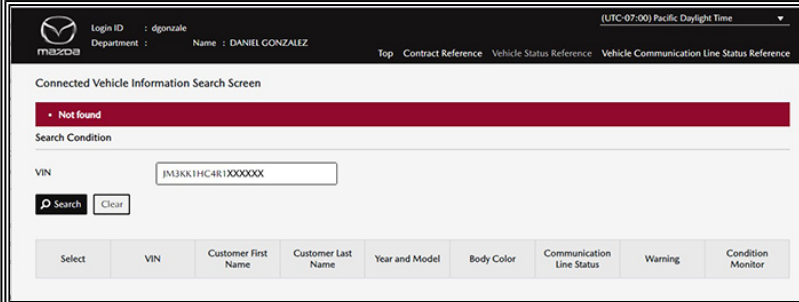 (UTC-07:00) Pacific Daylight Time
Login ID : dgonzale
Department : Name : DANIEL GONZALEZ
mazda
Top Contract Reference Vehicle Status Reference Vehicle Communication Line Status Reference
Connected Vehicle Information Search Screen
• Not found
Search Condition
VIN JM3KK1HC4R1XXXXXX
Search Clear
Select VIN Customer First Name Customer Last Name Year and Model Body Color Communication Line Status Warning Condition Monitor